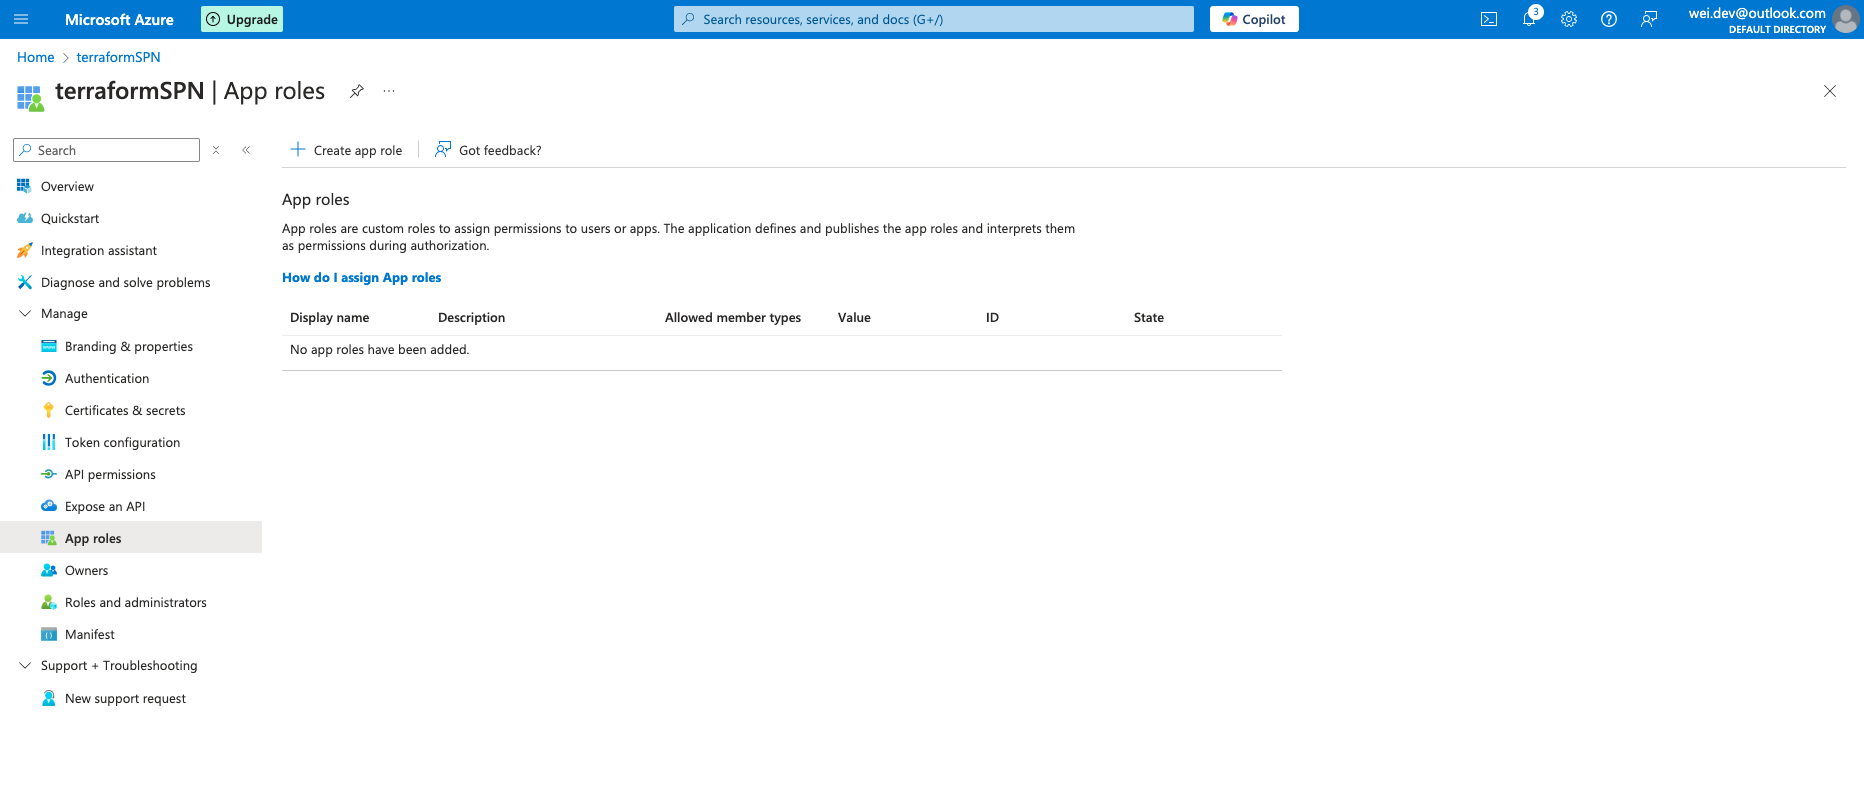 Microsoft Azure
Upgrade
Search resources, services, and docs (G+/)
Copilot
3
wei.dev@outlook.com
DEFAULT DIRECTORY
Home
terraformSPN
terraformSPN | App roles
Search
Create app role
Got feedback?
Overview
Quickstart
Integration assistant
Diagnose and solve problems
Manage
Branding & properties
Authentication
Certificates & secrets
Token configuration
API permissions
Expose an API
App roles
Owners
Roles and administrators
Manifest
Support + Troubleshooting
New support request
App roles
App roles are custom roles to assign permissions to users or apps. The application defines and publishes the app roles and interprets them
as permissions during authorization.
How do I assign App roles
Display name Description Allowed member types Value ID State
No app roles have been added.